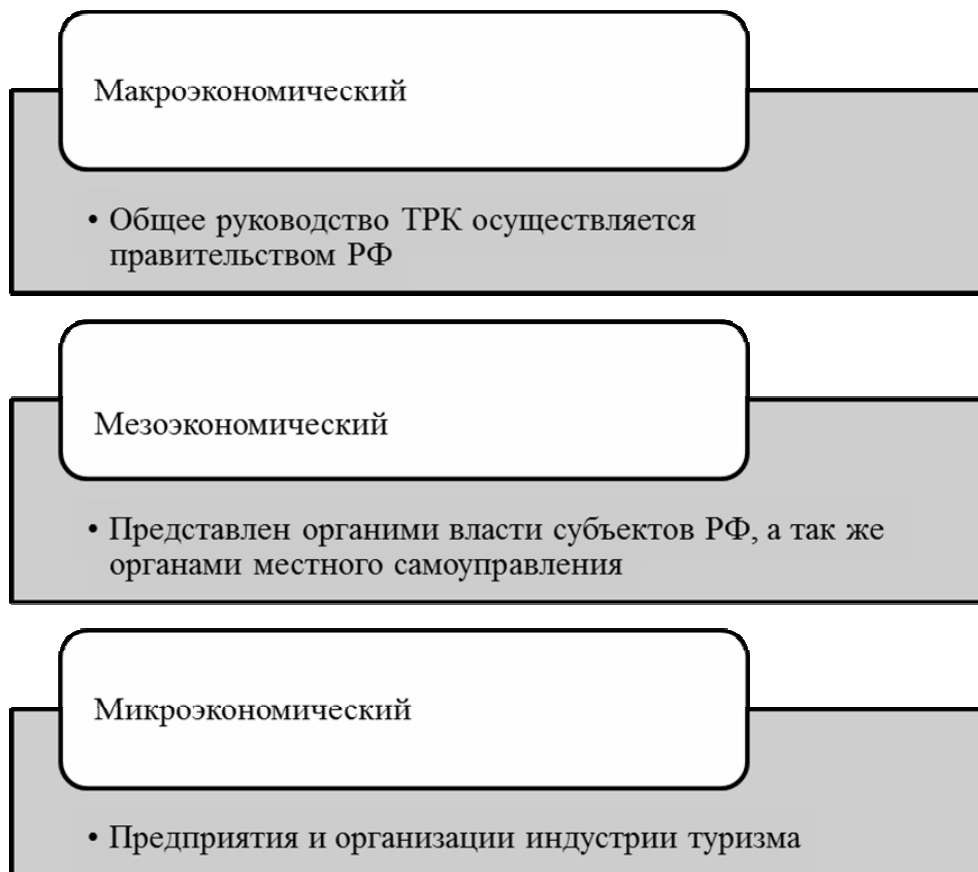 Макроэкономический
• Общее руководство ТРК осуществляется
правительством РФ
Мезоэкономический
• Представлен органими власти субъектов РФ, а так же
органами местного самоуправления
Микроэкономический
• Предприятия и организации индустрии туризма